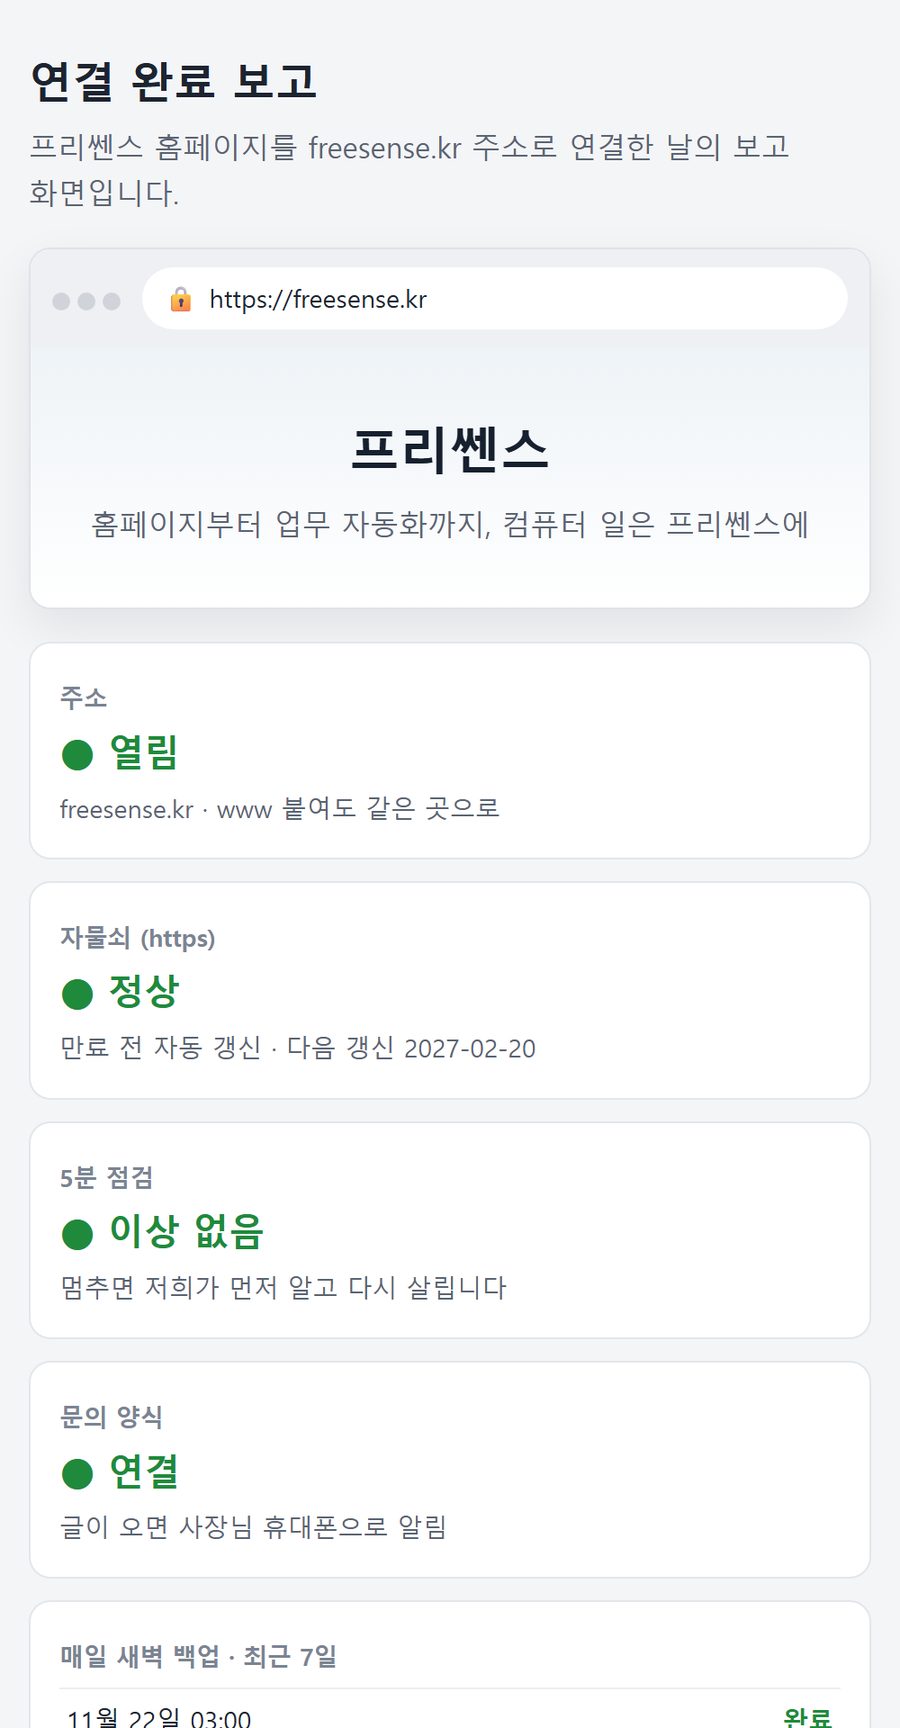 연결 완료 보고
프리쎈스 홈페이지를 freesense.kr 주소로 연결한 날의 보고
화면입니다.
https://freesense.kr
프리쎈스
홈페이지부터 업무 자동화까지, 컴퓨터 일은 프리쎈스에
주소
열림
freesense.kr · www 붙여도 같은 곳으로
자물쇠 (https)
정상
만료 전 자동 갱신 · 다음 갱신 2027-02-20
5분 점검
이상 없음
멈추면 저희가 먼저 알고 다시 살립니다
문의 양식
연결
글이 오면 사장님 휴대폰으로 알림
매일 새벽 백업 · 최근 7일
11월 22일 03:00 완료